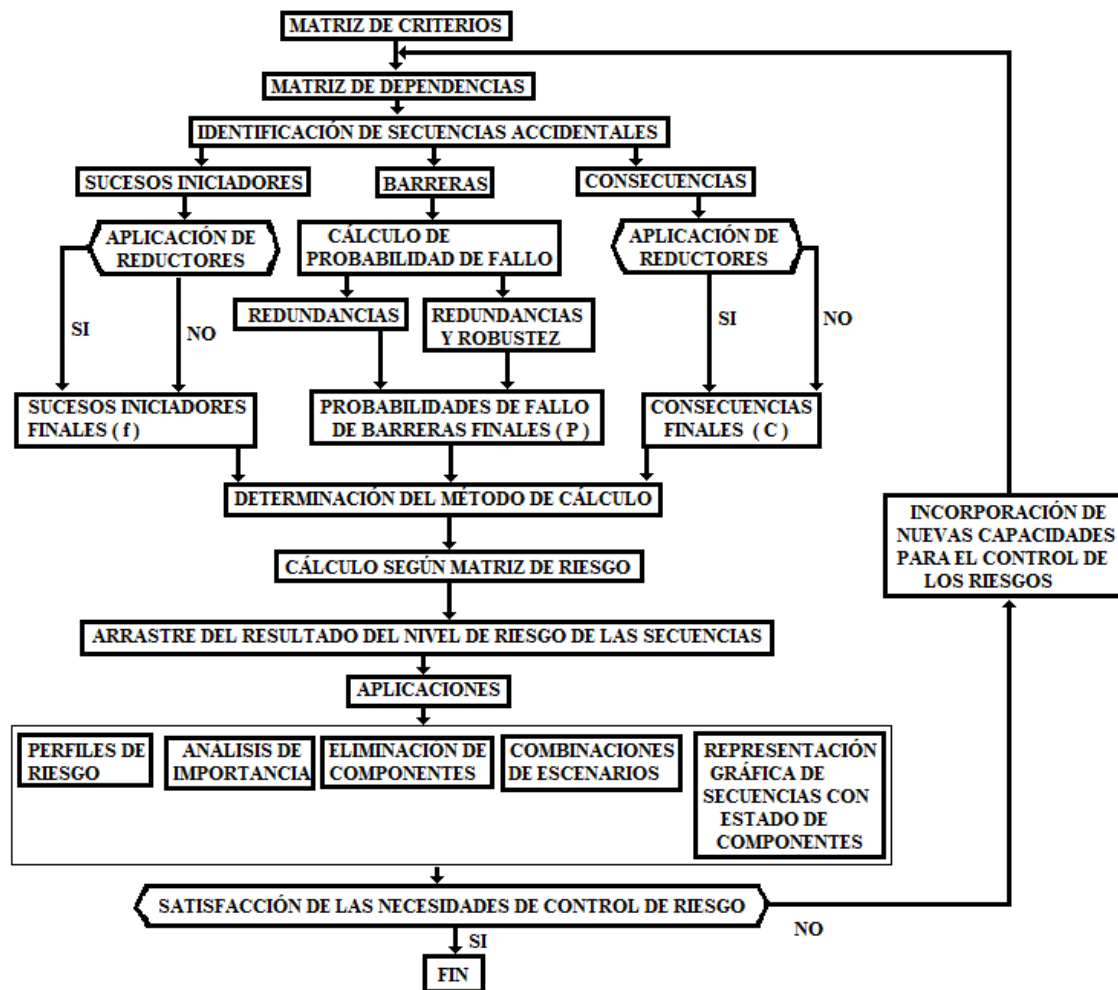 MATRIZ DE CRITERIOS
MATRIZ DE DEPENDENCIAS
IDENTIFICACIÓN DE SECUENCIAS ACCIDENTALES
SUCESOS INICIADORES
BARRERAS
CONSECUENCIAS
APLICACIÓN DE
REDUCTORES
CÁLCULO DE
PROBABILIDAD DE FALLO
APLICACIÓN DE
REDUCTORES
SI
NO
REDUNDANCIAS
REDUNDANCIAS
Y ROBUSTEZ
SI
NO
SUCESOS INICIADORES
FINALES ( f )
PROBABILIDADES DE FALLO
DE BARRERAS FINALES ( P )
CONSECUENCIAS
FINALES ( C )
DETERMINACIÓN DEL MÉTODO DE CÁLCULO
CÁLCULO SEGÚN MATRIZ DE RIESGO
ARRASTRE DEL RESULTADO DEL NIVEL DE RIESGO DE LAS SECUENCIAS
APLICACIONES
PERFILES DE
RIESGO
ANÁLISIS DE
IMPORTANCIA
ELIMINACIÓN DE
COMPONENTES
COMBINACIONES
DE ESCENARIOS
REPRESENTACIÓN
GRÁFICA DE
SECUENCIAS CON
ESTADO DE
COMPONENTES
SATISFACCIÓN DE LAS NECESIDADES DE CONTROL DE RIESGO
NO
SI
FIN
INCORPORACIÓN DE
NUEVAS CAPACIDADES
PARA EL CONTROL DE
LOS RIESGOS